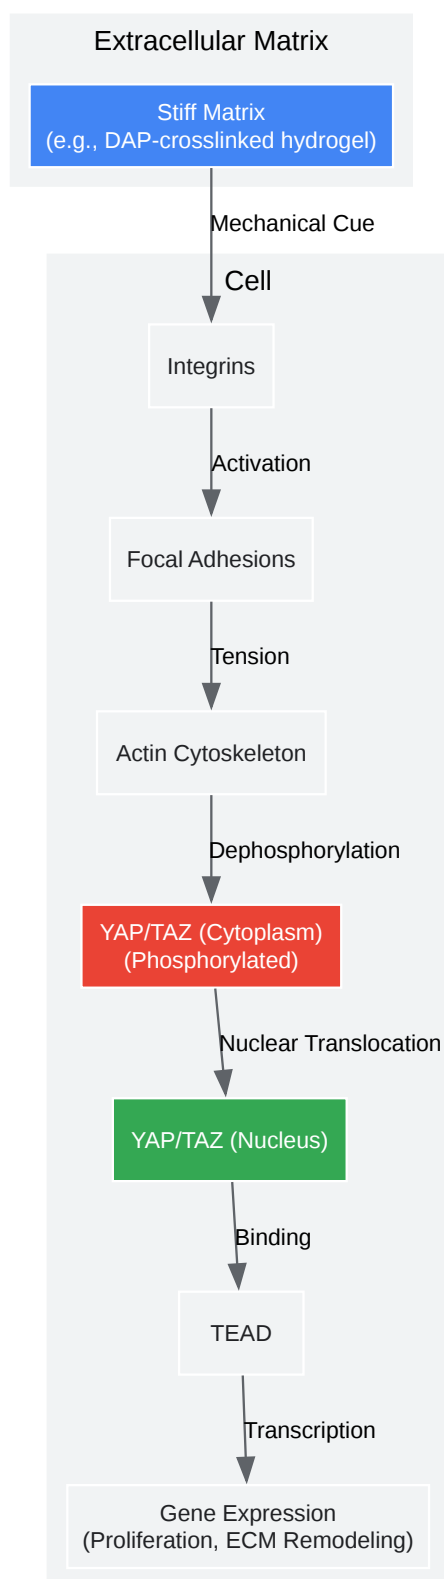 Extracellular Matrix
Stiff Matrix
(e.g., DAP-crosslinked hydrogel)
Mechanical Cue
Cell
Integrins
Activation
Focal Adhesions
Tension
Actin Cytoskeleton
Dephosphorylation
YAP/TAZ (Cytoplasm)
(Phosphorylated)
Nuclear Translocation
YAP/TAZ (Nucleus)
Binding
TEAD
Transcription
Gene Expression
(Proliferation, ECM Remodeling)